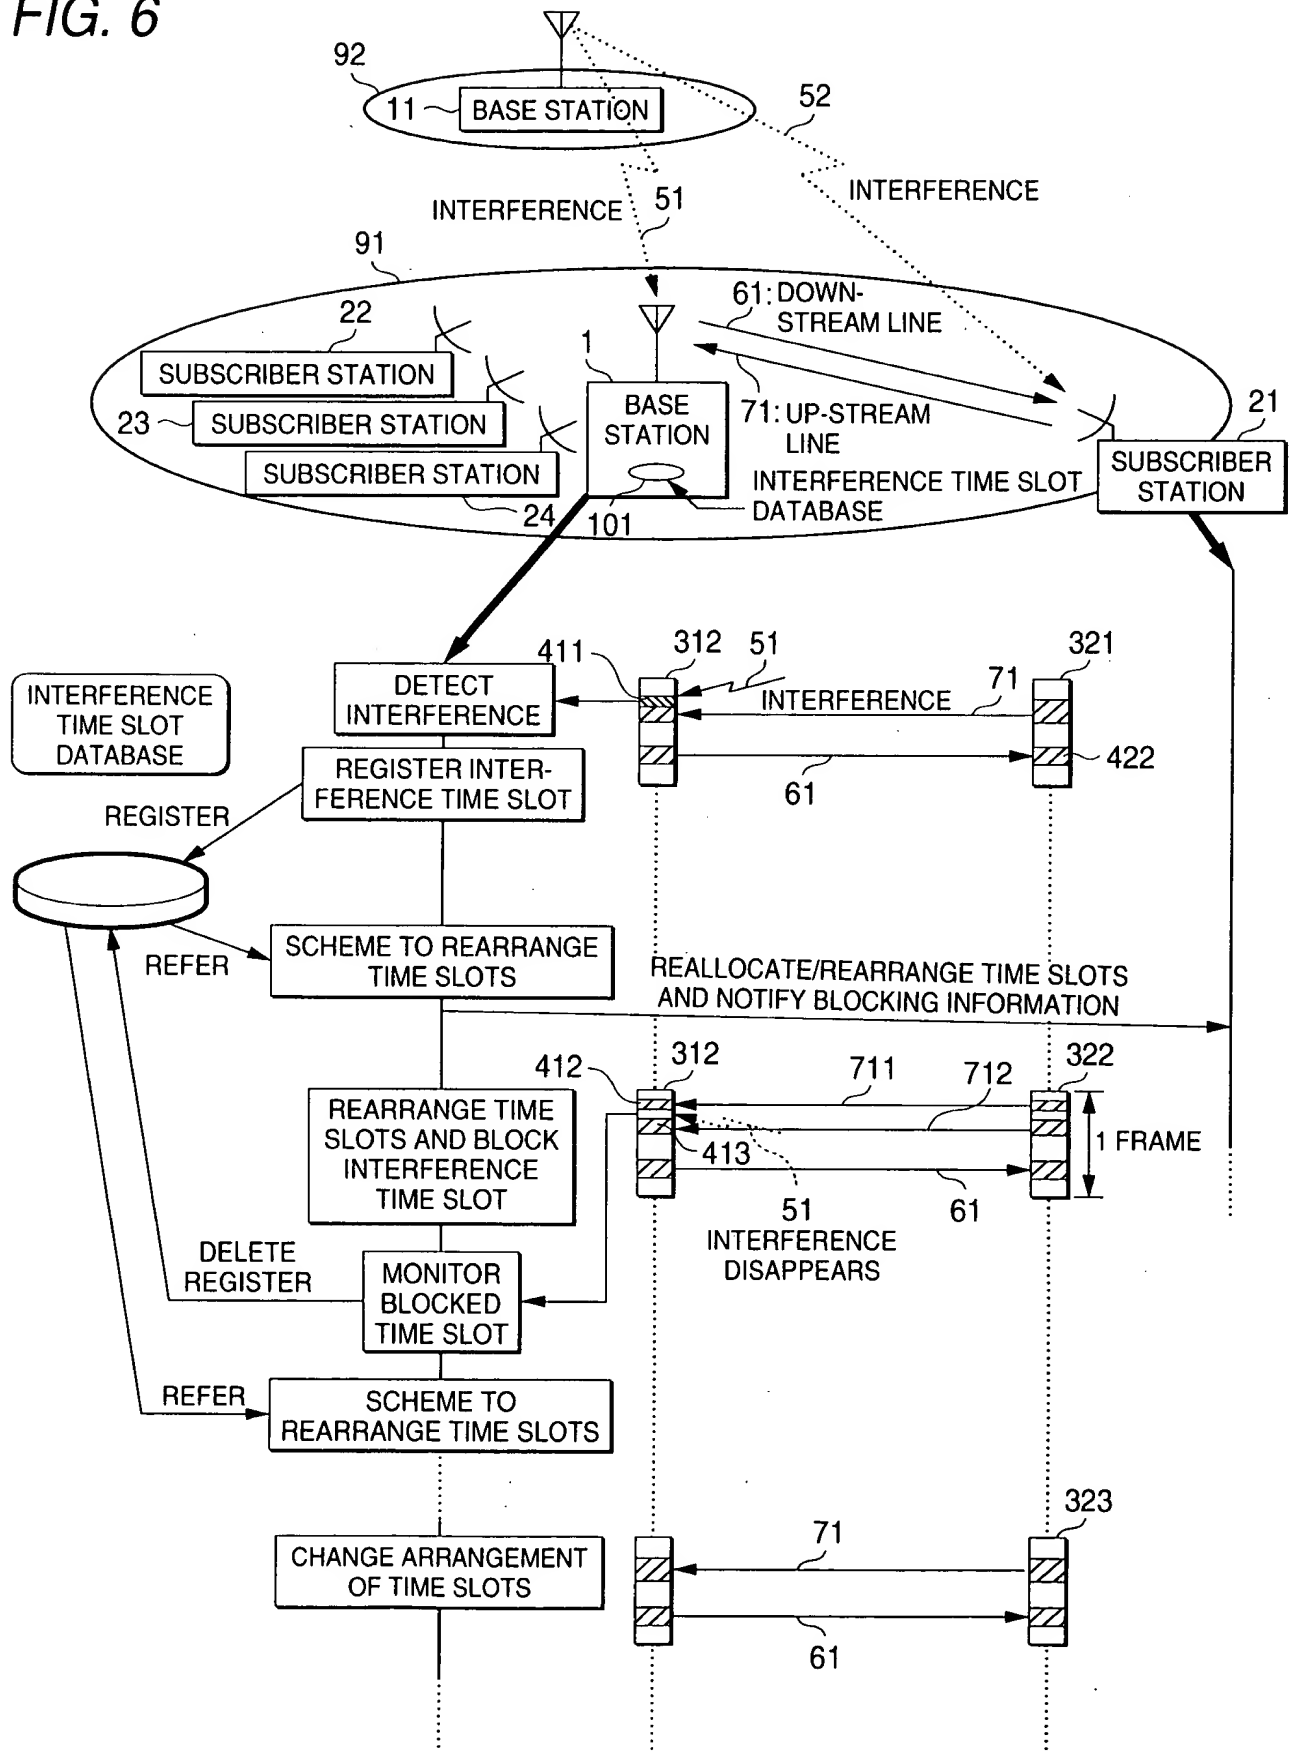 FIG. 6
92
11
BASE STATION
52
INTERFERENCE
51
INTERFERENCE
91
61: DOWN-
STREAM LINE
22
SUBSCRIBER STATION
1
23
SUBSCRIBER STATION
BASE
STATION
71: UP-STREAM
LINE
21
SUBSCRIBER STATION
SUBSCRIBER
STATION
INTERFERENCE TIME SLOT
DATABASE
24
101
411
312
51
321
INTERFERENCE
TIME SLOT
DATABASE
DETECT
INTERFERENCE
INTERFERENCE
71
REGISTER INTER-
FERENCE TIME SLOT
422
61
REGISTER
REFER
SCHEME TO REARRANGE
TIME SLOTS
REALLOCATE/REARRANGE TIME SLOTS
AND NOTIFY BLOCKING INFORMATION
412
312
711
712
322
REARRANGE TIME
SLOTS AND BLOCK
INTERFERENCE
TIME SLOT
413
1 FRAME
51
61
INTERFERENCE
DISAPPEARS
DELETE
REGISTER
MONITOR
BLOCKED
TIME SLOT
REFER
SCHEME TO
REARRANGE TIME SLOTS
323
CHANGE ARRANGEMENT
OF TIME SLOTS
71
61